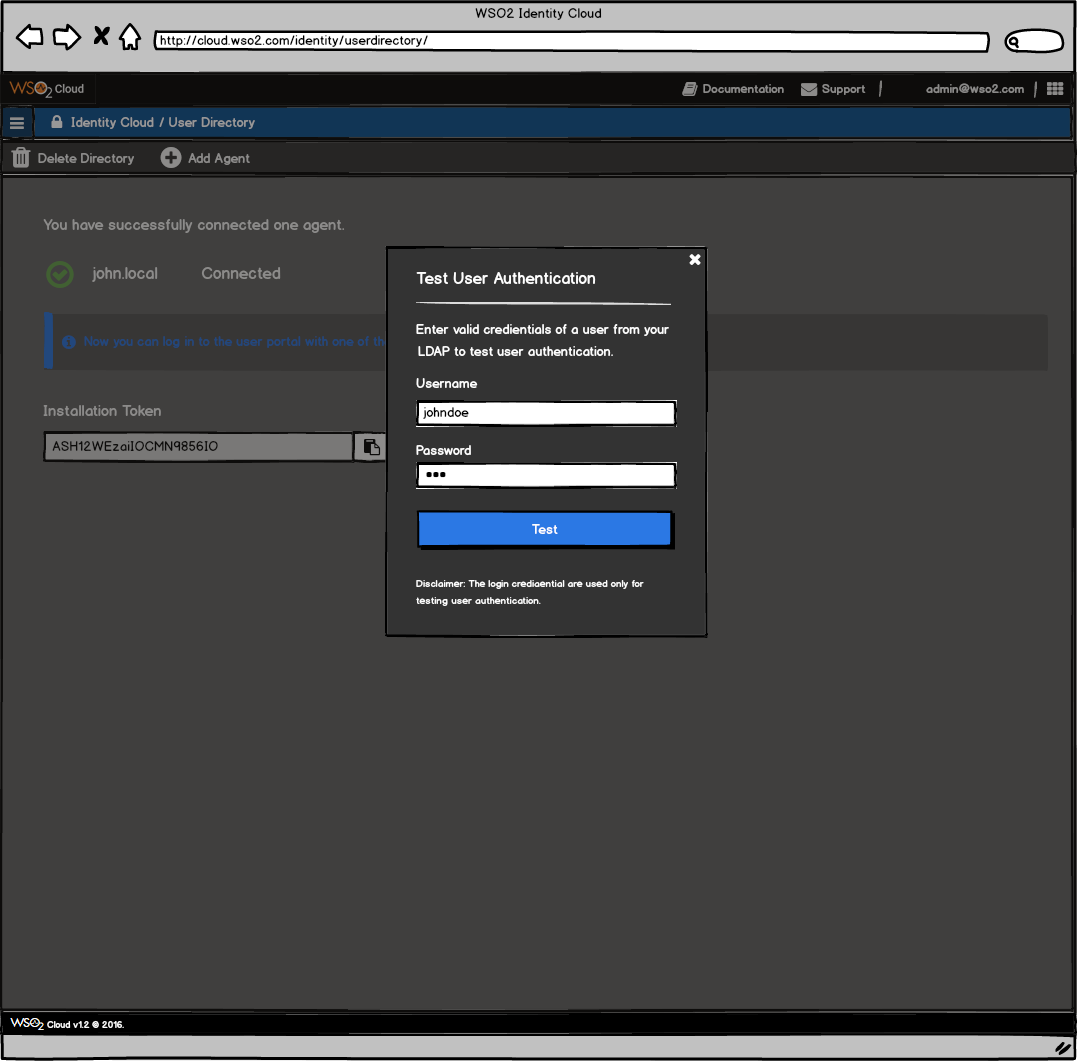 WSO2 Identity Cloud
http://cloud.wso2.com/identity/userdirectory/
WSO2 Cloud
Documentation
Support
admin@wso2.com
Identity Cloud / User Directory
Delete Directory
Add Agent
You have successfully connected one agent.
john.local
Connected
Now you can log in to the user portal with one of th
Installation Token
ASH12WEzaiIOCMN9856IO
Test User Authentication
Enter valid credientials of a user from your
LDAP to test user authentication.
Username
johndoe
Password
•••
Test
Disclaimer: The login crediaential are used only for
testing user authentication.
WSO2 Cloud v1.2 © 2016.